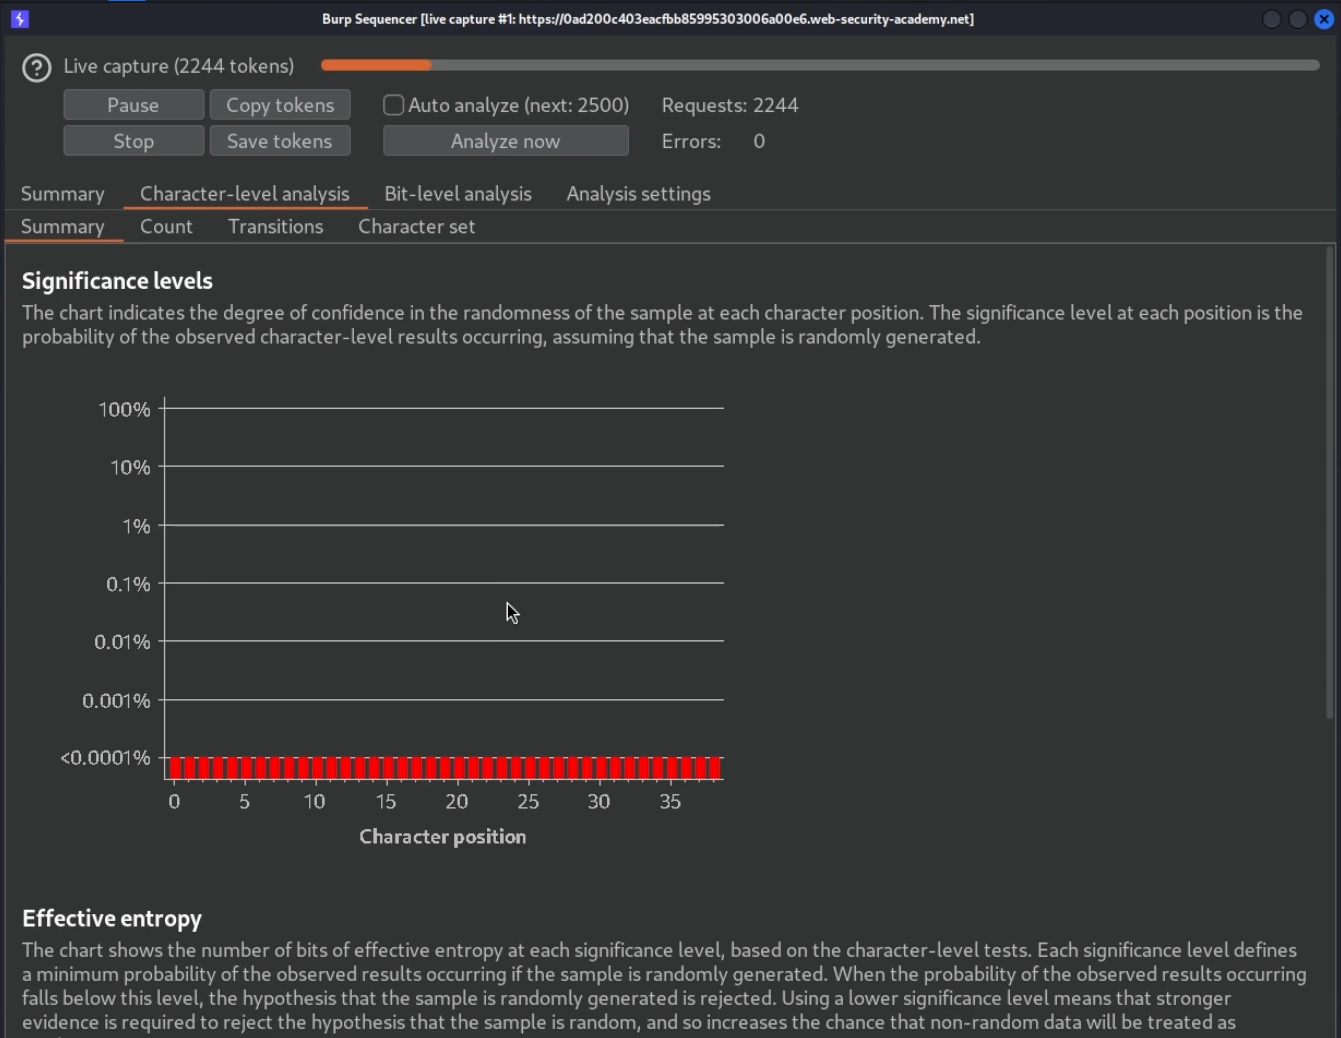 Burp Sequencer [live capture #1: https://0ad200c403eacfbb85995303006a00e6.web-security-academy.net]
Live capture (2244 tokens)
Pause Copy tokens Auto analyze (next: 2500) Requests: 2244
Stop Save tokens Analyze now Errors: 0
Summary Character-level analysis Bit-level analysis Analysis settings
Summary Count Transitions Character set
Significance levels
The chart indicates the degree of confidence in the randomness of the sample at each character position. The significance level at each position is the
probability of the observed character-level results occurring, assuming that the sample is randomly generated.
100%
10%
1%
0.1%
0.01%
0.001%
<0.0001%
0 5 10 15 20 25 30 35
Character position
Effective entropy
The chart shows the number of bits of effective entropy at each significance level, based on the character-level tests. Each significance level defines
a minimum probability of the observed results occurring if the sample is randomly generated. When the probability of the observed results occurring
falls below this level, the hypothesis that the sample is randomly generated is rejected. Using a lower significance level means that stronger
evidence is required to reject the hypothesis that the sample is random, and so increases the chance that non-random data will be treated as